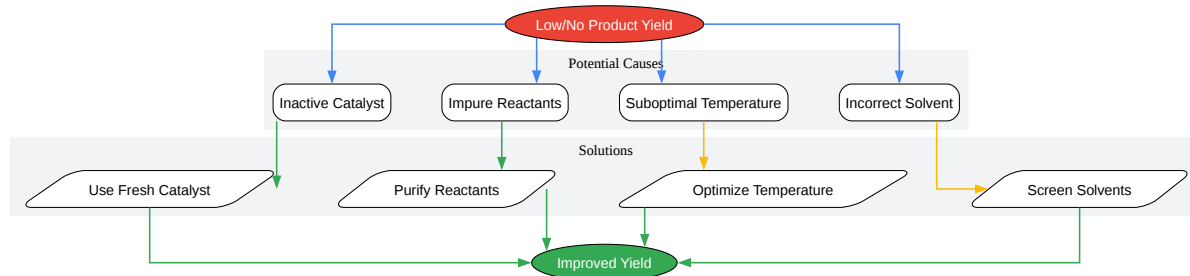 Low/No Product Yield
Potential Causes
Inactive Catalyst
Impure Reactants
Suboptimal Temperature
Incorrect Solvent
Solutions
Use Fresh Catalyst
Purify Reactants
Optimize Temperature
Screen Solvents
Improved Yield